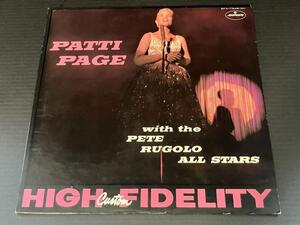 PATTI
PAGE
with the
PETE
RUGOLO
ALL STARS
HIGH Custom FIDELITY